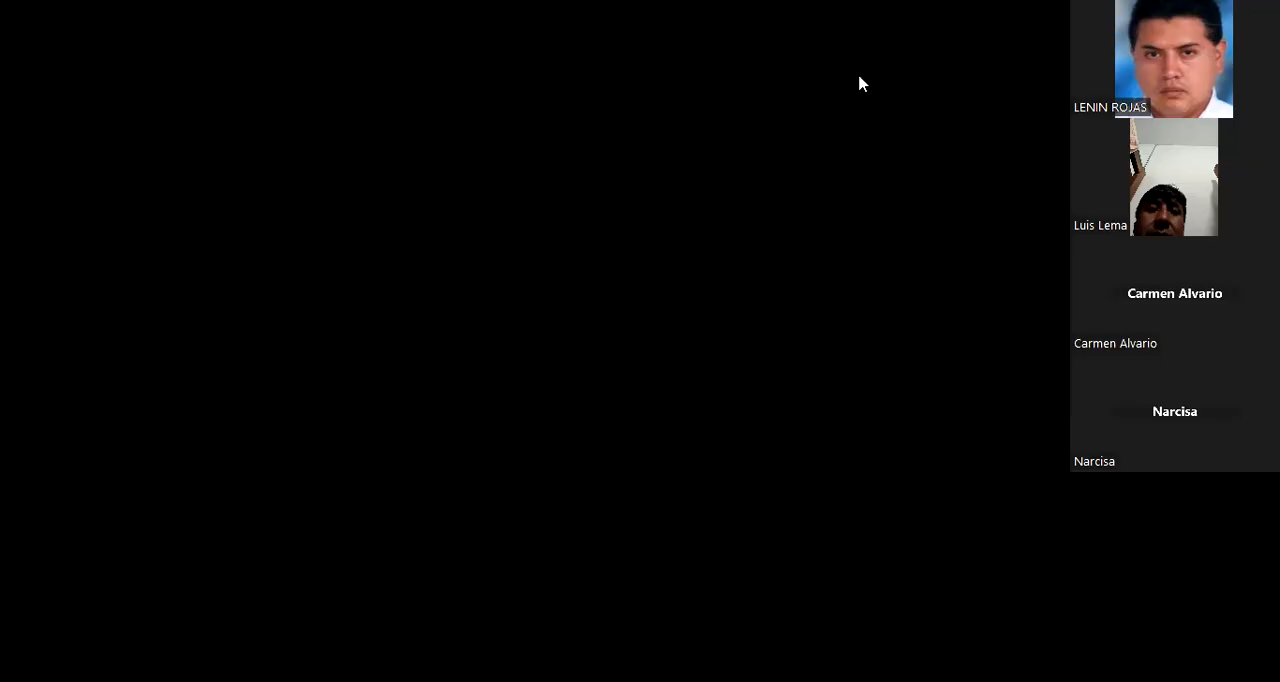 LENIN ROJAS
Luis Lema
Carmen Alvario
Carmen Alvario
Narcisa
Narcisa